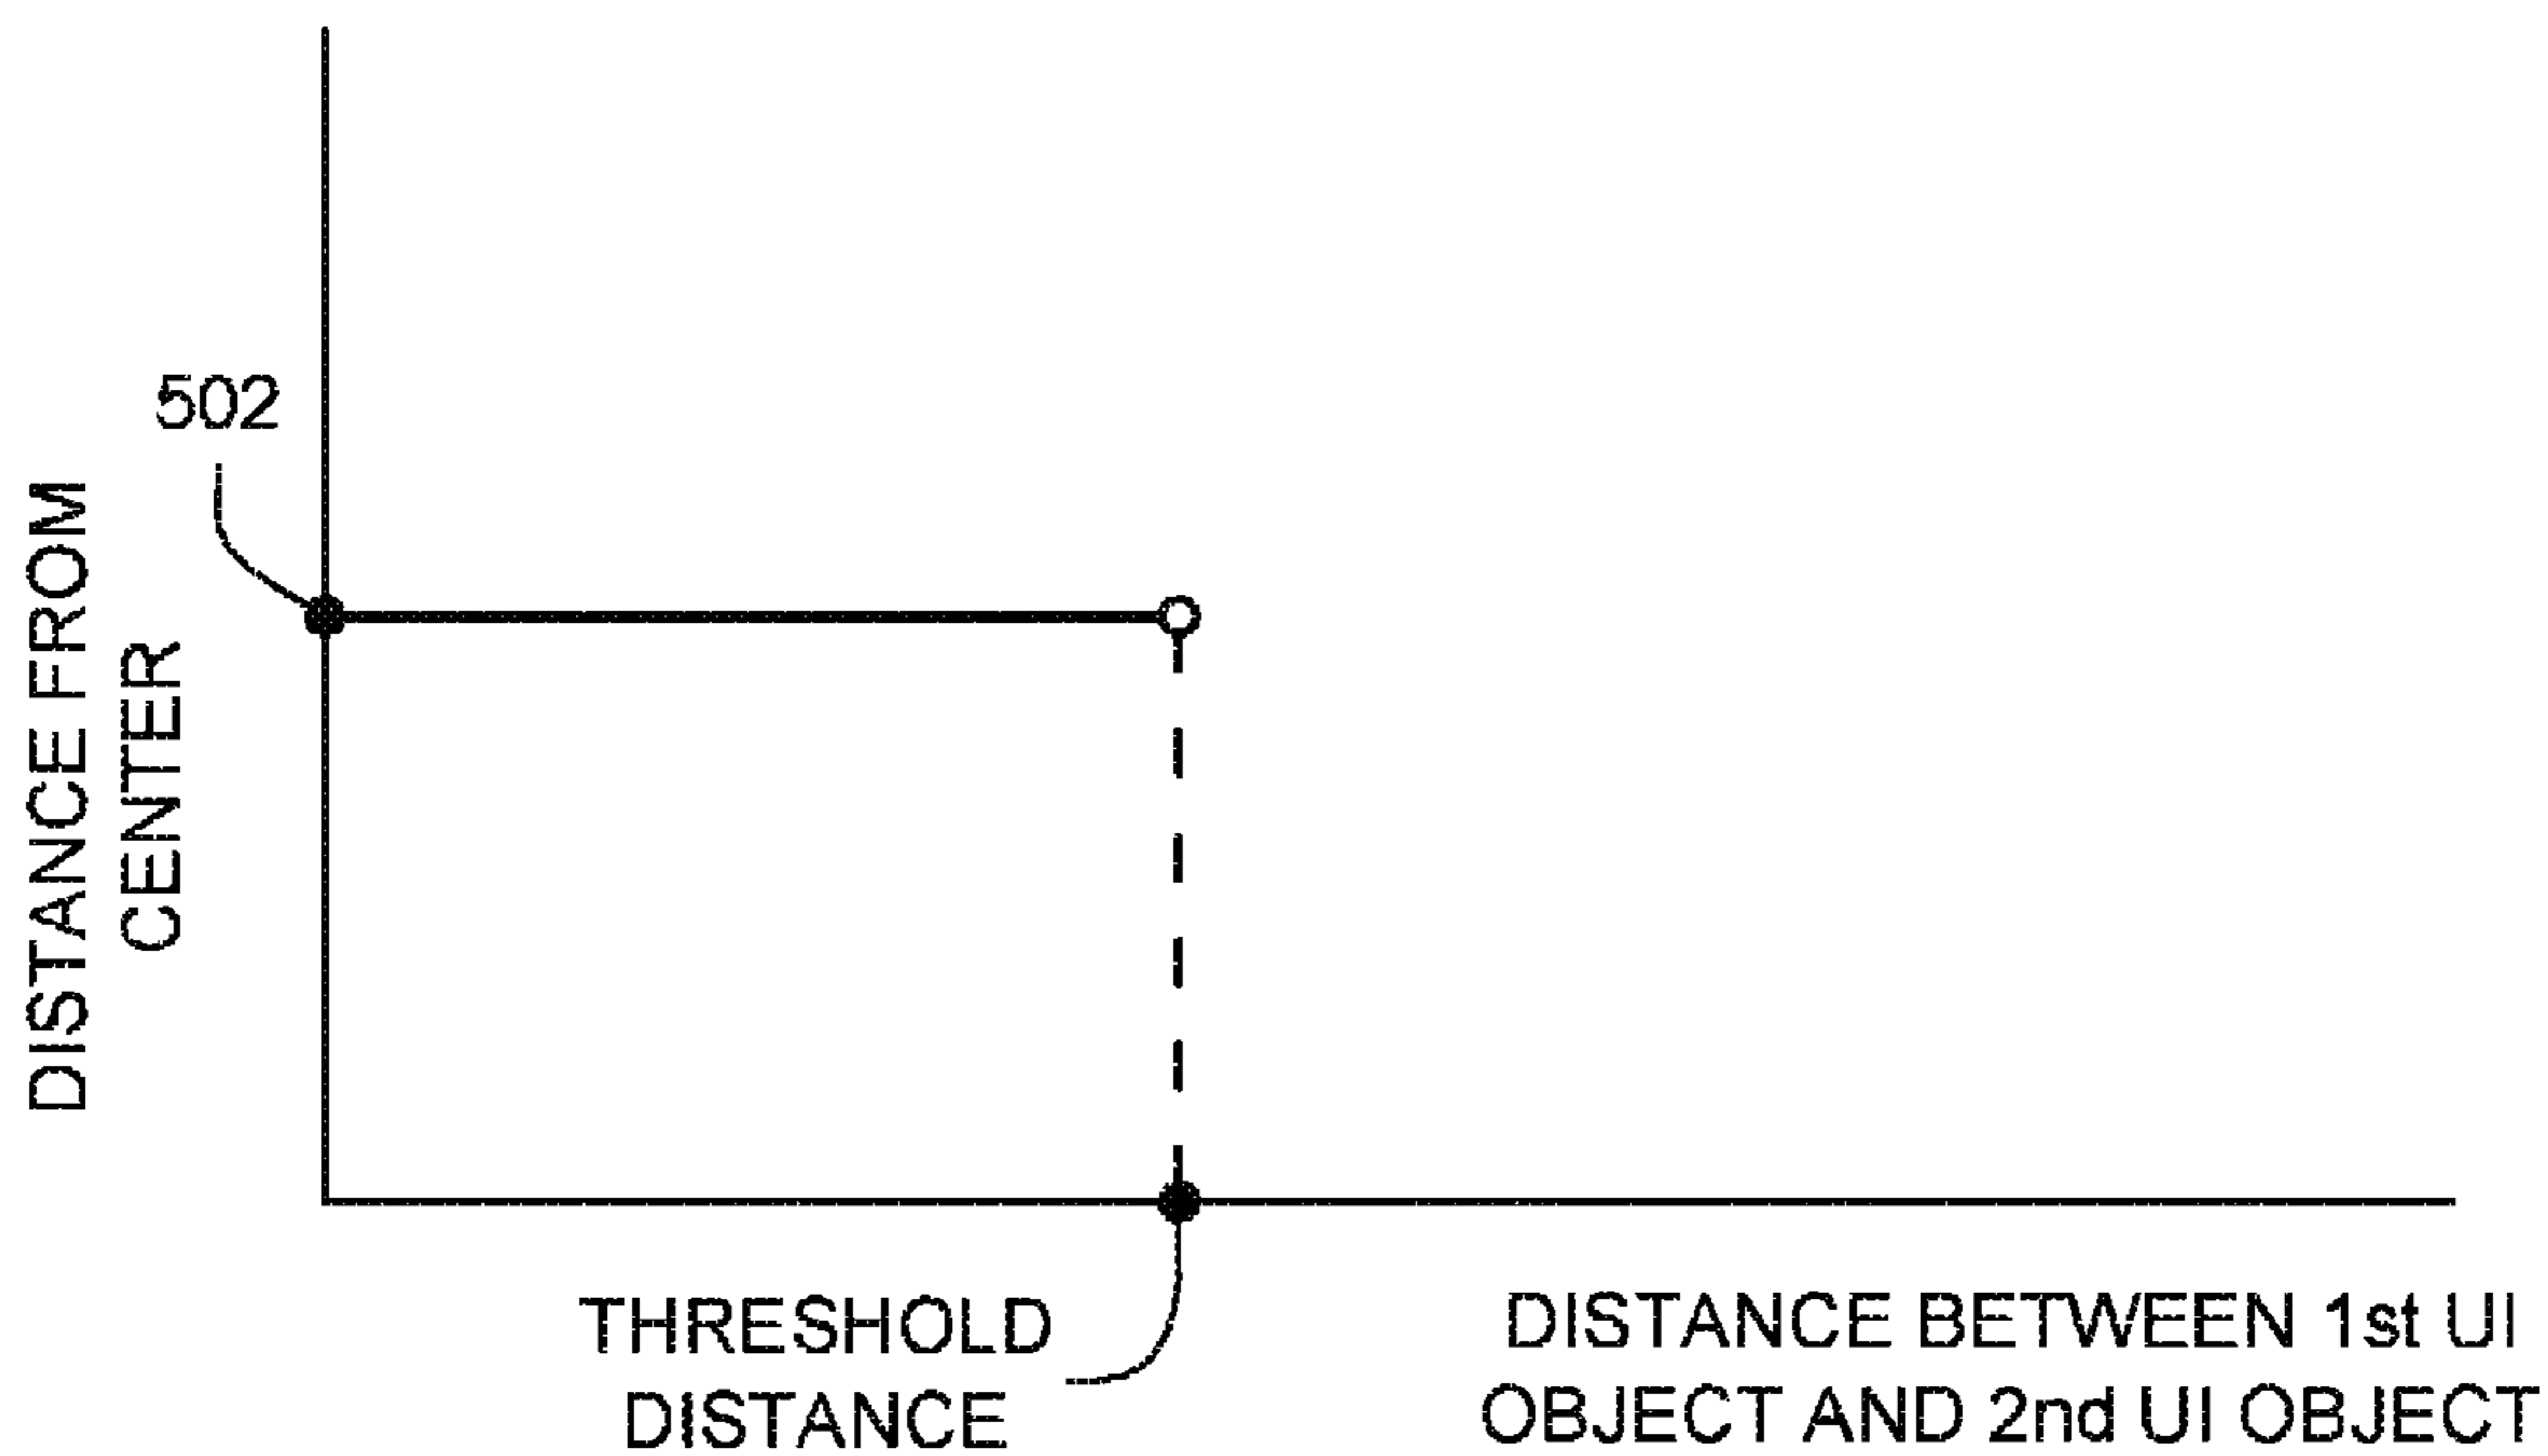 502
DISTANCE FROM
CENTER
THRESHOLD
DISTANCE
DISTANCE BETWEEN 1st UI
OBJECT AND 2nd UI OBJECT